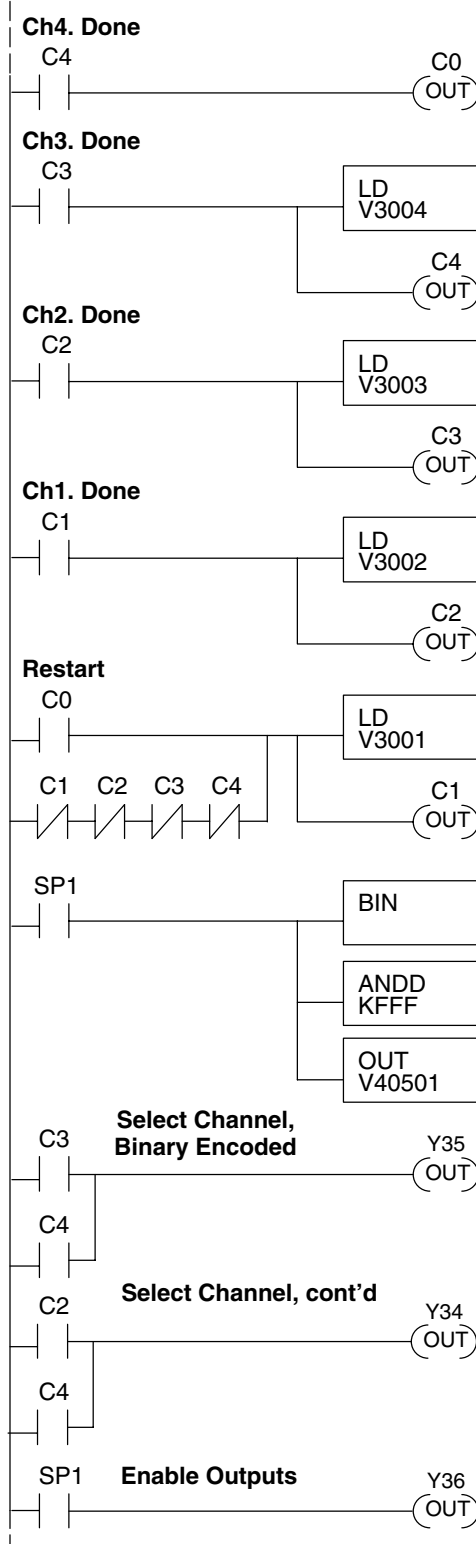 Ch4. Done
C4
C0
OUT
Ch3. Done
C3
LD
V3004
C4
OUT
Ch2. Done
C2
LD
V3003
C3
OUT
Ch1. Done
C1
LD
V3002
C2
OUT
Restart
C0
LD
V3001
C1 C2 C3 C4
C1
OUT
SP1
BIN
ANDD
KFFF
OUT
V40501
Select Channel,
Binary Encoded
C3
Y35
OUT
C4
Select Channel, cont’d
C2
Y34
OUT
C4
SP1
Enable Outputs
Y36
OUT